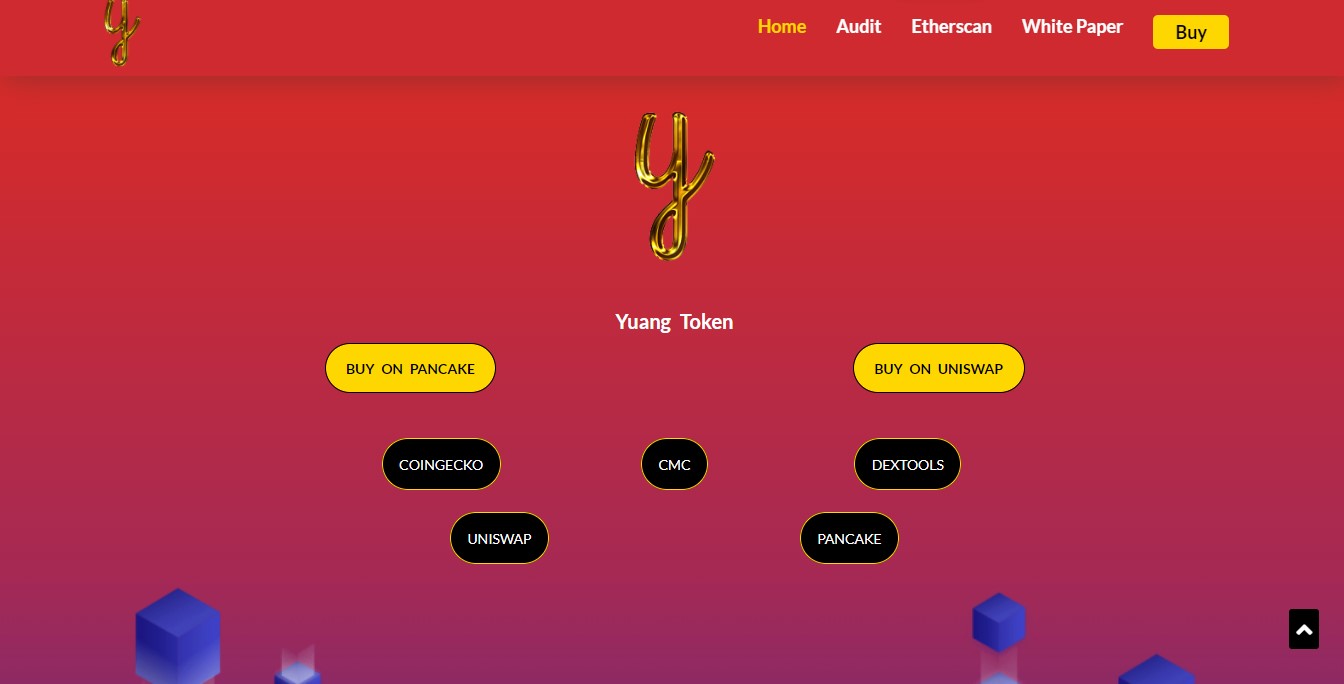 y
Home Audit Etherscan White Paper Buy
y
Yuang Token
BUY ON PANCAKE BUY ON UNISWAP
COINGECKO CMC DEXTOOLS
UNISWAP PANCAKE